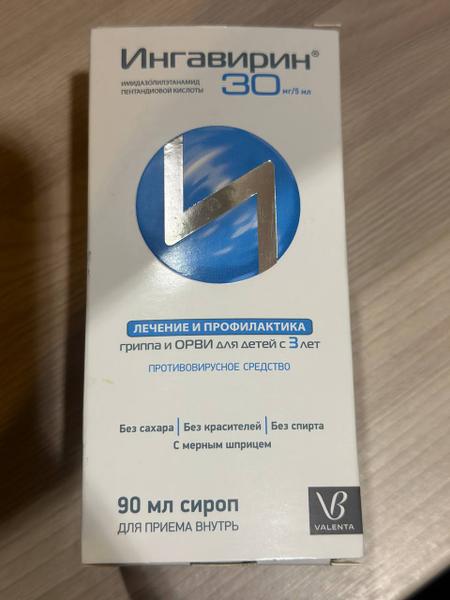 Ингавирин®
ИМИДАЗОЛИЛЭТАНАМИД
ПЕНТАНДИОВОЙ КИСЛОТЫ
30 мг/5 мл
ЛЕЧЕНИЕ И ПРОФИЛАКТИКА
гриппа и ОРВИ для детей с 3 лет
ПРОТИВОВИРУСНОЕ СРЕДСТВО
Без сахара | Без красителей | Без спирта
С мерным шприцем
90 мл сироп
ДЛЯ ПРИЕМА ВНУТРЬ
VALENTA